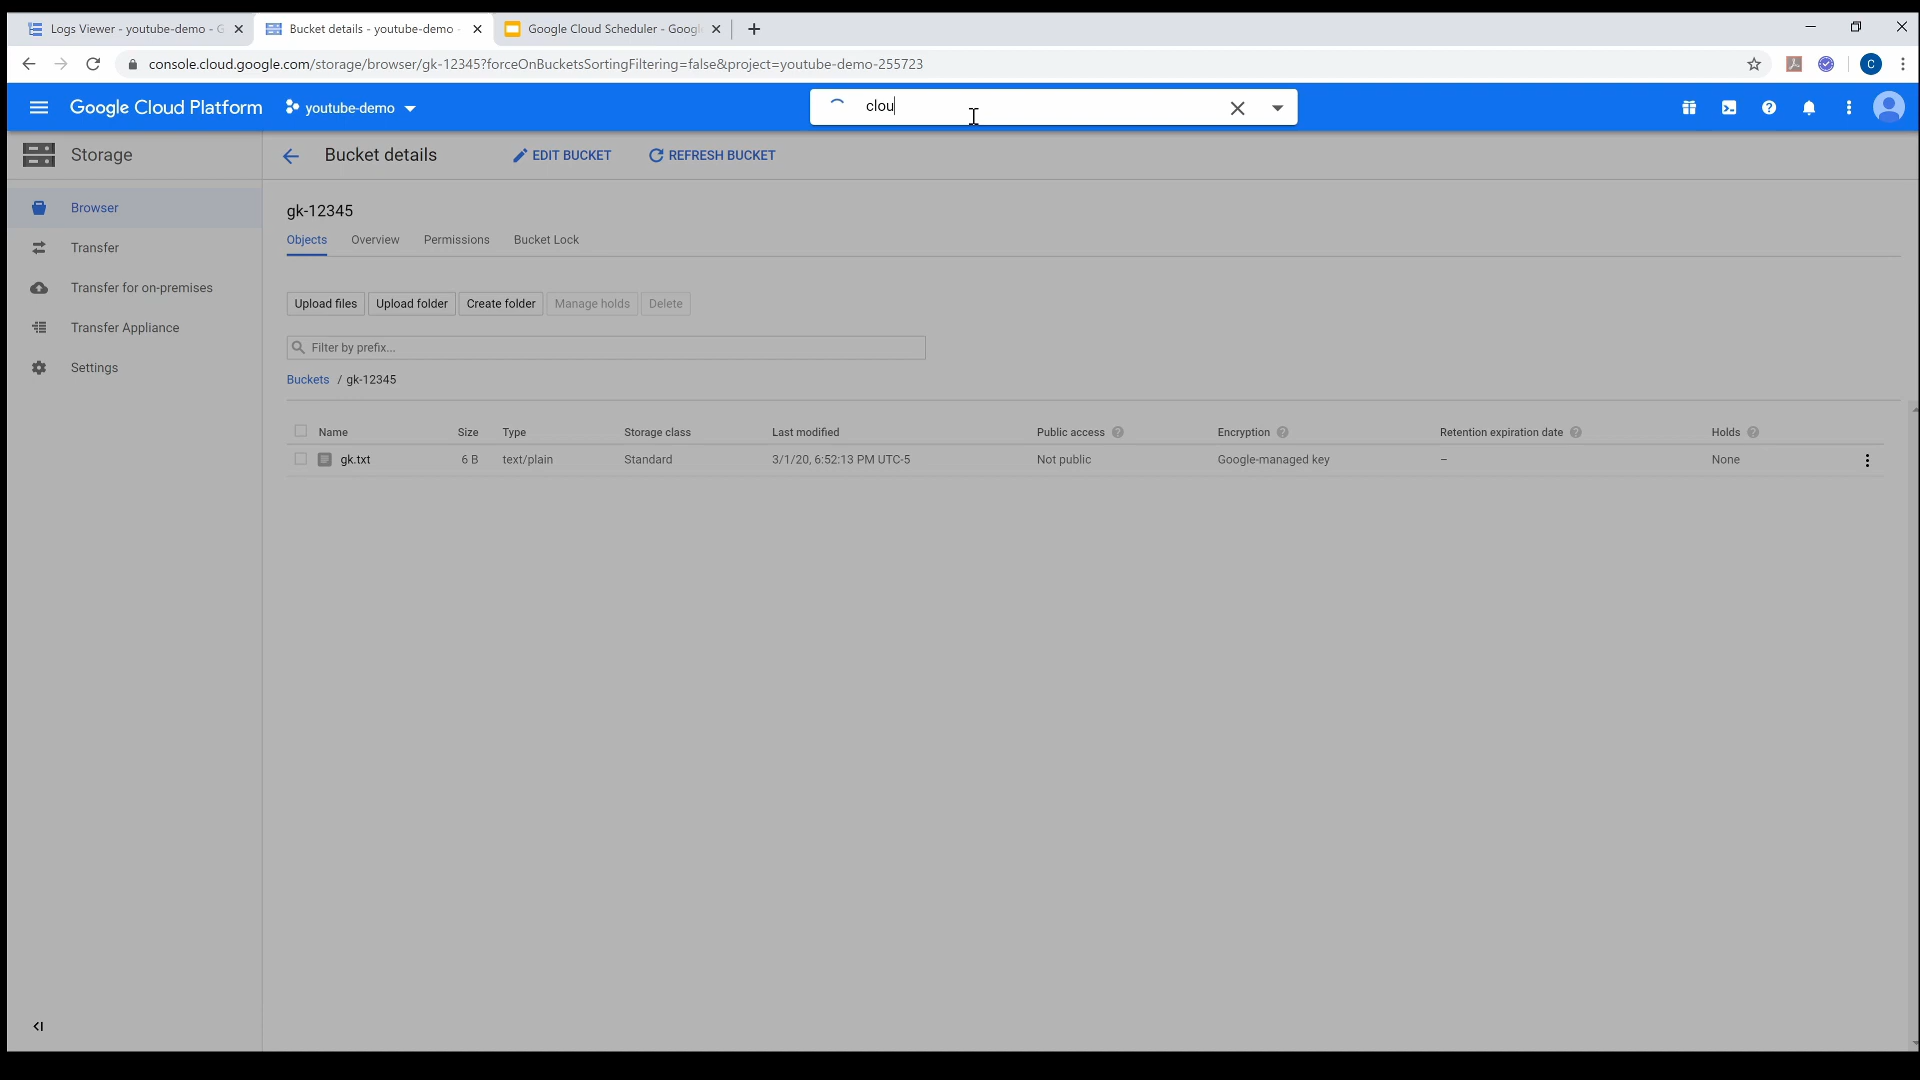 Logs Viewer - youtube-demo - G
Bucket details - youtube-demo -
Google Cloud Scheduler - Googl
console.cloud.google.com/storage/browser/gk-12345?forceOnBucketsSortingFiltering=false&project=youtube-demo-255723
C
Google Cloud Platform
youtube-demo
clou
Storage
Bucket details
EDIT BUCKET
REFRESH BUCKET
Browser
Transfer
Transfer for on-premises
Transfer Appliance
Settings
gk-12345
Objects Overview Permissions Bucket Lock
Upload files Upload folder Create folder Manage holds Delete
Filter by prefix...
Buckets / gk-12345
Name Size Type Storage class Last modified Public access Encryption Retention expiration date Holds
gk.txt 6 B text/plain Standard 3/1/20, 6:52:13 PM UTC-5 Not public Google-managed key – None